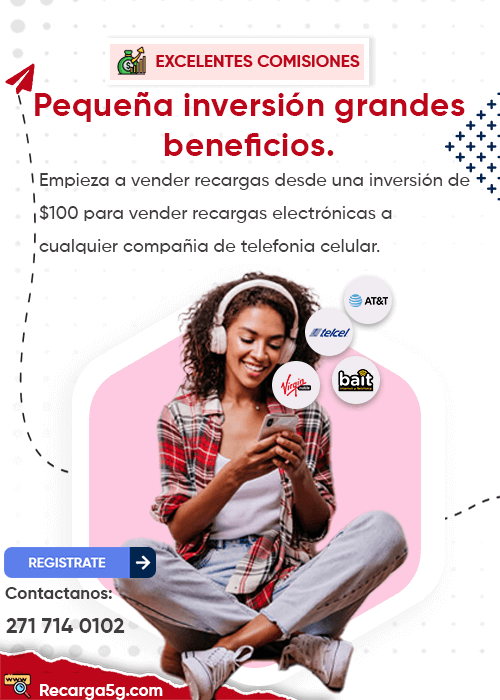 EXCELENTES COMISIONES
Pequeña inversión grandes
beneficios.
Empieza a vender recargas desde una inversión de
$100 para vender recargas electrónicas a
cualquier compañia de telefonia celular.
AT&T
telcel
Virgin
mobile
bait
REGISTRATE
Contactanos:
271 714 0102
www
Recarga5g.com